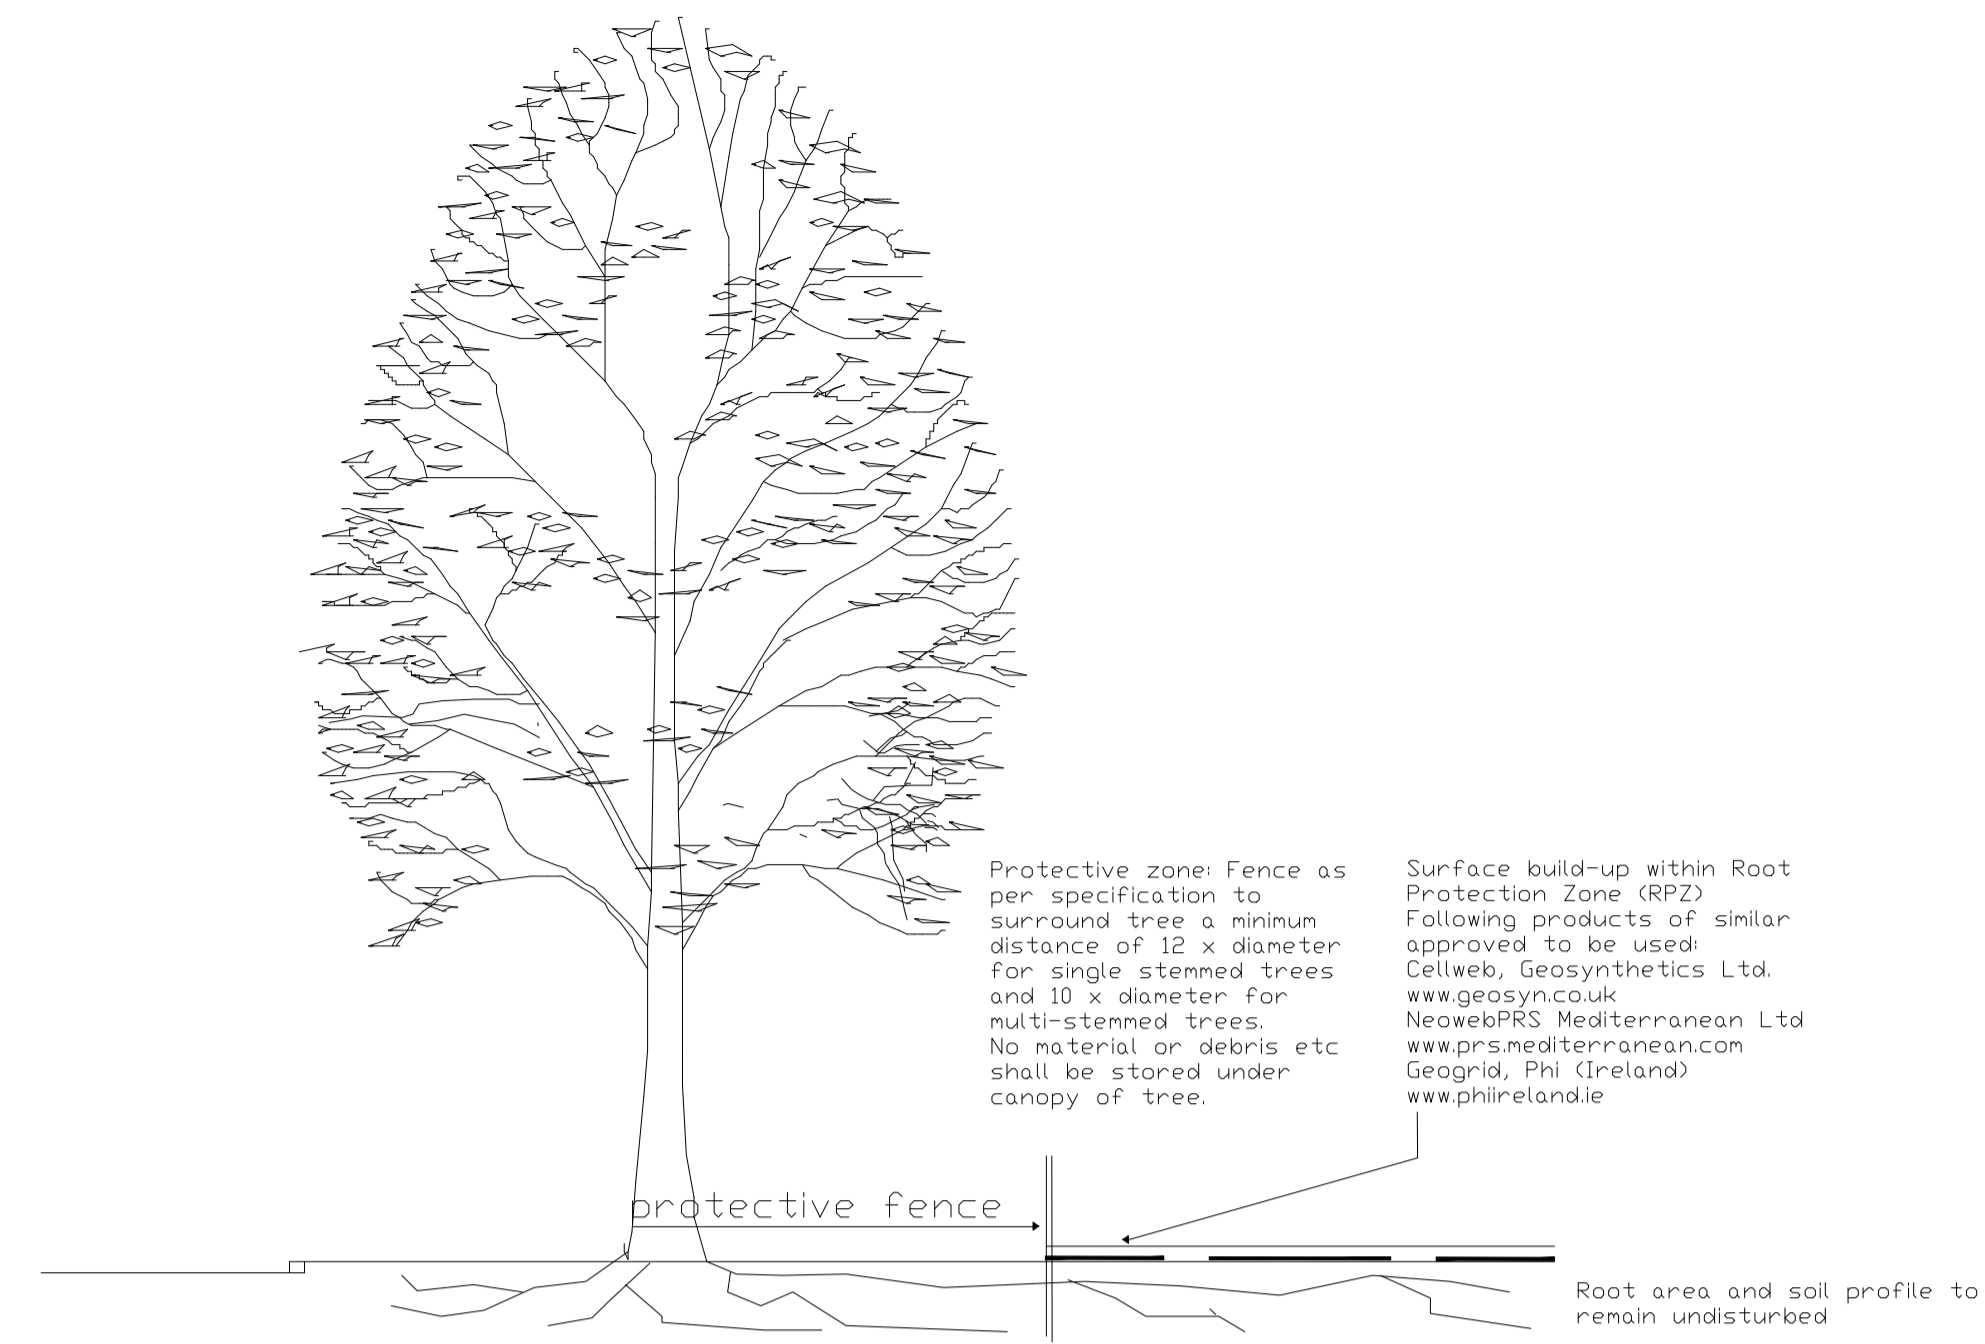 Protective zone: Fence as
per specification to
surround tree a minimum
distance of 12 x diameter
for single stemmed trees
and 10 x diameter for
multi-stemmed trees.
No material or debris etc
shall be stored under
canopy of tree.
Surface build-up within Root
Protection Zone (RPZ)
Following products of similar
approved to be used:
Cellweb, Geosynthetics Ltd.
www.geosyn.co.uk
NeowebPRS Mediterranean Ltd
www.prs.mediterranean.com
Geogrid, Phi (Ireland)
www.phiireland.ie
protective fence
Root area and soil profile to
remain undisturbed